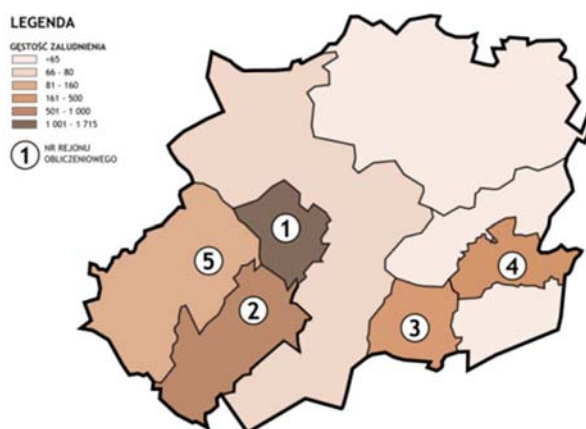 LEGENDA
GĘSTOŚĆ ZALUDNIENIA
<65
66 - 80
81 - 160
161 - 500
501 - 1 000
1 001 - 1 715
1 NR REJONU
OBLICZENIOWEGO
1
5
4
2
3